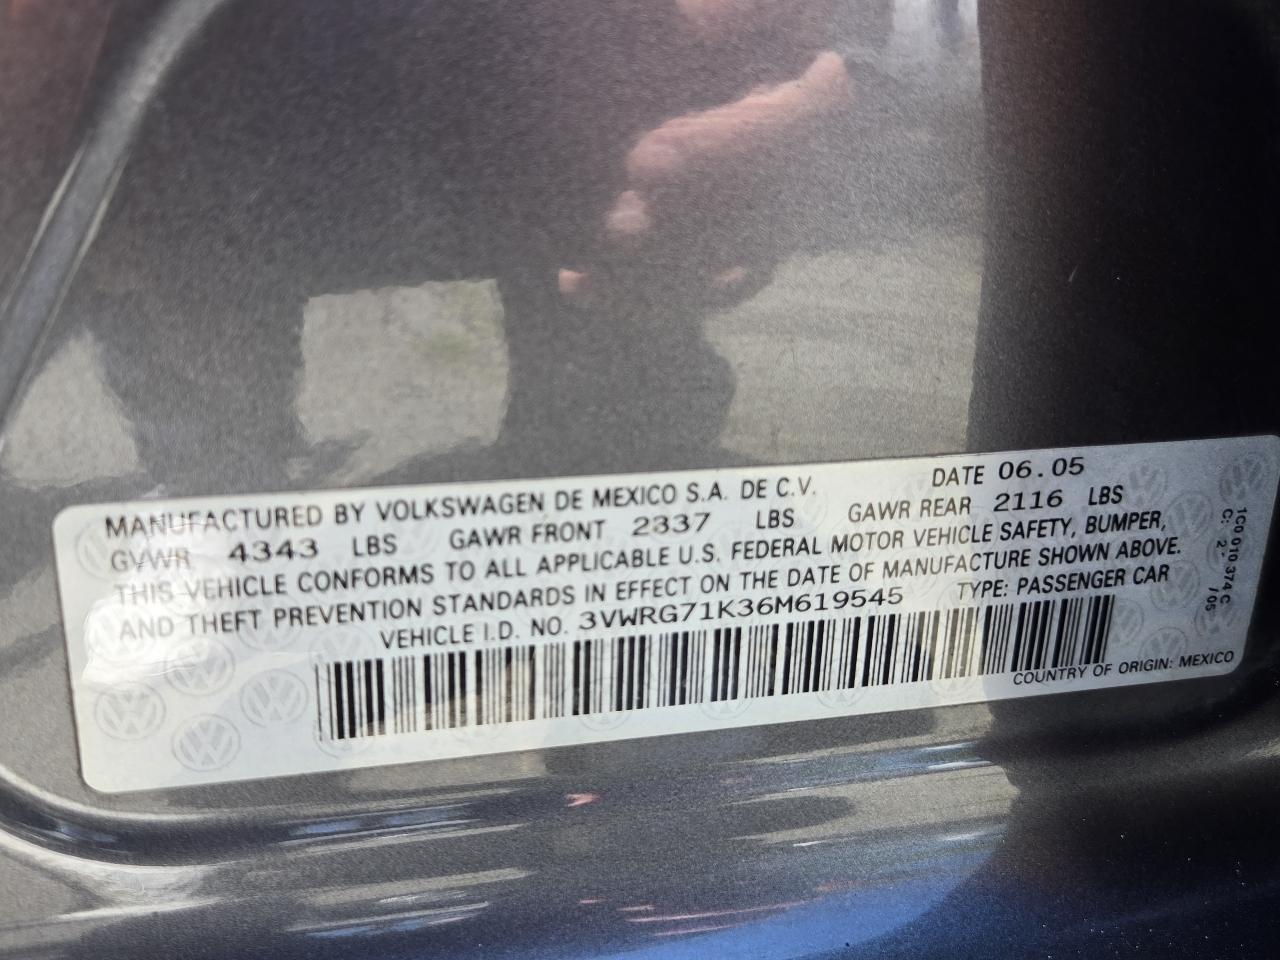 MANUFACTURED BY VOLKSWAGEN DE MEXICO S.A. DE C.V. DATE 06.05
GVWR 4343 LBS GAWR FRONT 2337 LBS GAWR REAR 2116 LBS
THIS VEHICLE CONFORMS TO ALL APPLICABLE U.S. FEDERAL MOTOR VEHICLE SAFETY, BUMPER,
AND THEFT PREVENTION STANDARDS IN EFFECT ON THE DATE OF MANUFACTURE SHOWN ABOVE.
VEHICLE I.D. NO. 3VWRG71K36M619545 TYPE: PASSENGER CAR
COUNTRY OF ORIGIN: MEXICO
1C0 010 374 C
C: 2- / 05